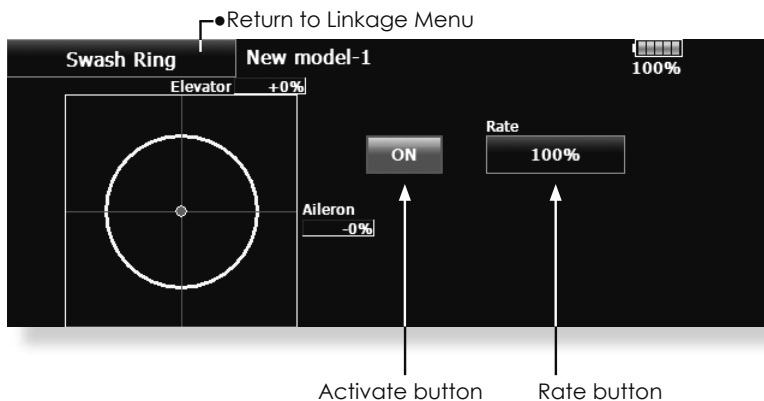 ●Return to Linkage Menu
Swash Ring New model-1
100%
Elevator +0%
Rate
ON 100%
Aileron
-0%
Activate button Rate button